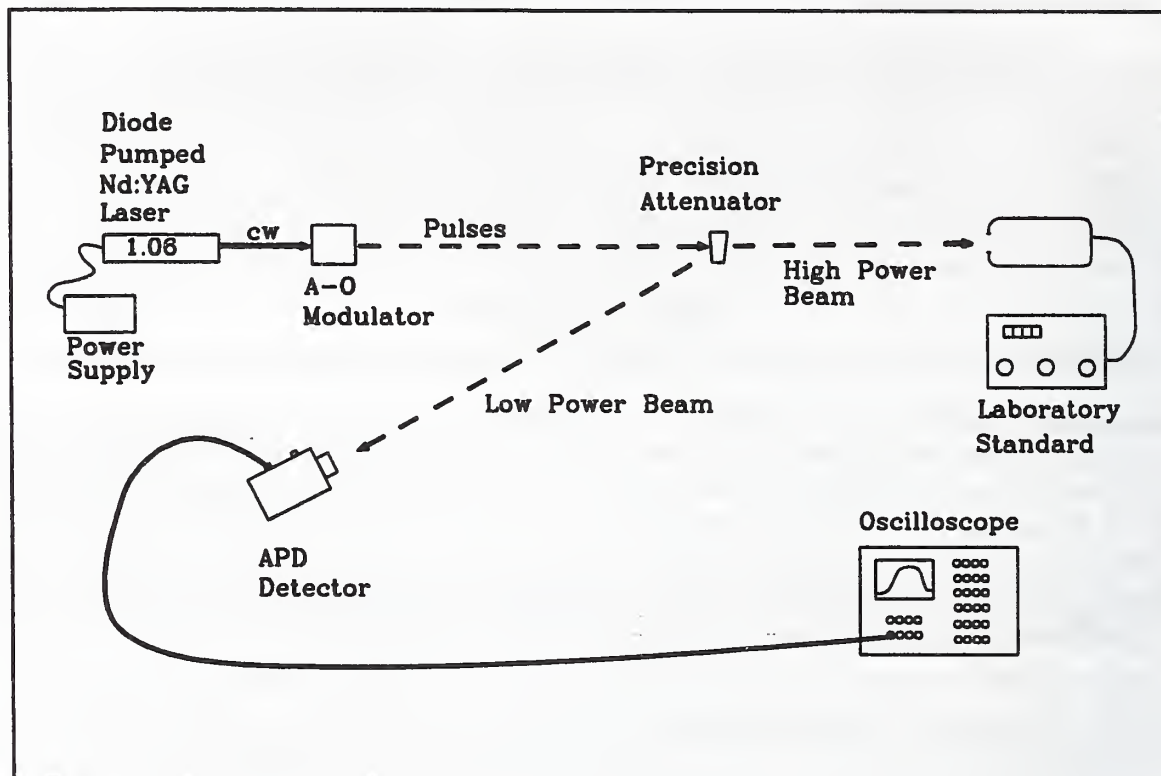 Diode
Pumped
Nd:YAG
Laser
1.06
cw
A-O
Modulator
Pulses
Precision
Attenuator
High Power
Beam
Power
Supply
Low Power Beam
Laboratory
Standard
APD
Detector
Oscilloscope